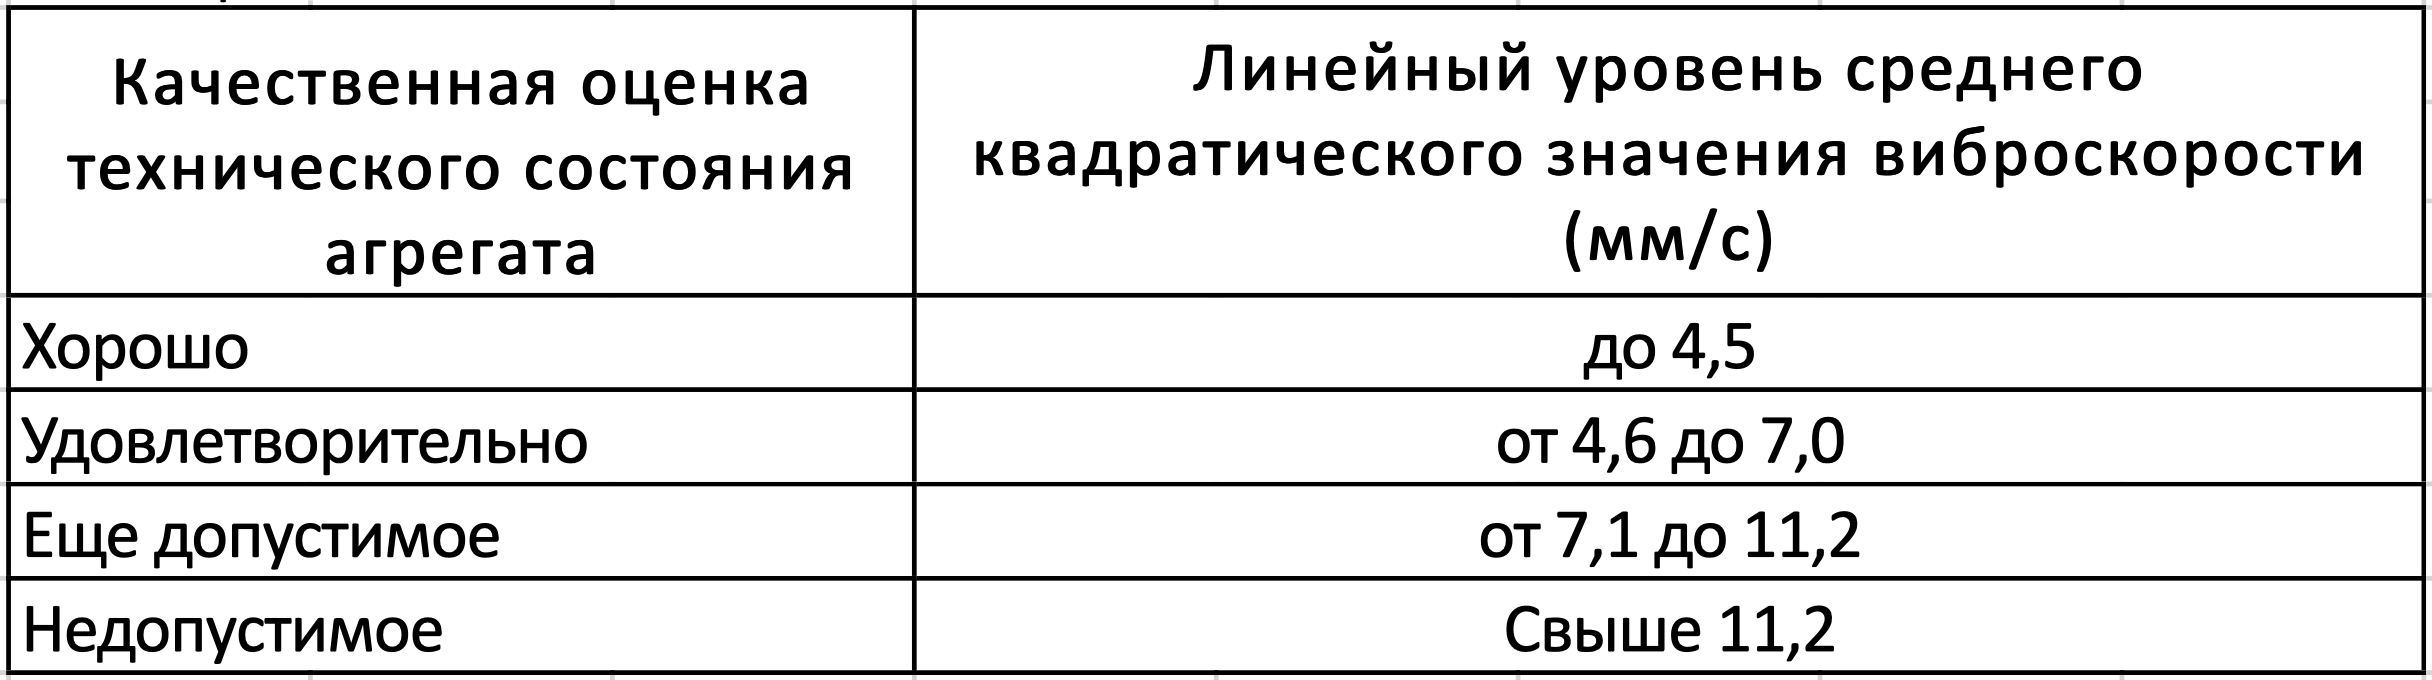 Качественная оценка
технического состояния
агрегата
Линейный уровень среднего
квадратического значения виброскорости
(мм/с)
Хорошо
до 4,5
Удовлетворительно
от 4,6 до 7,0
Еще допустимое
от 7,1 до 11,2
Недопустимое
Свыше 11,2